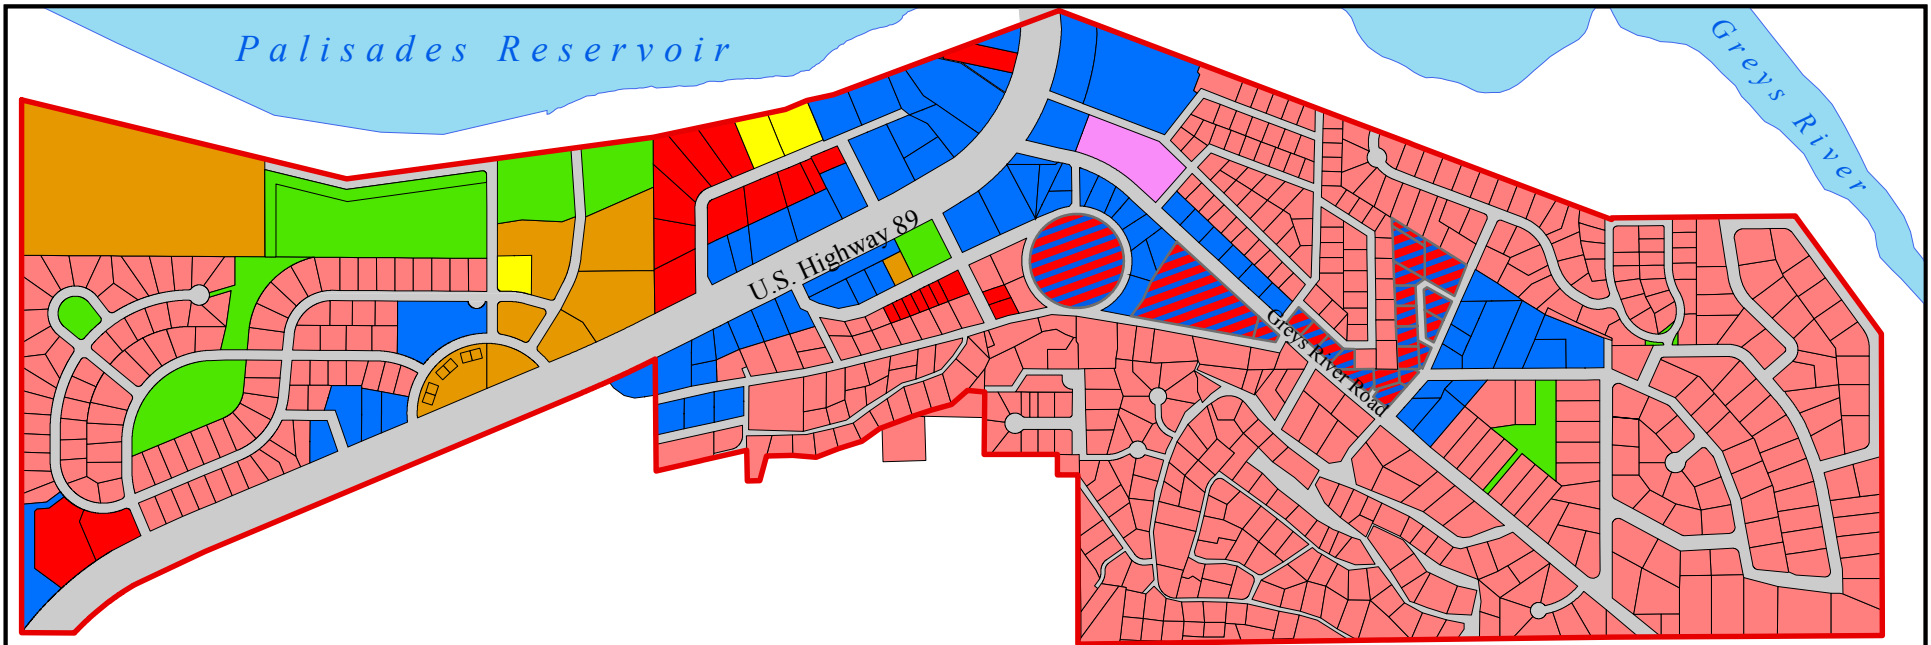 Palisades Reservoir
Greys River
U.S. Highway 89
Greys River Road